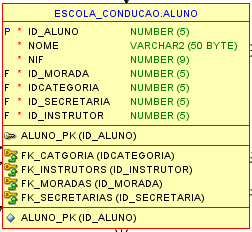 ESCOLA_CONDUCAO.ALUNO
P * ID_ALUNO NUMBER (5)
* NOME VARCHAR2 (50 BYTE)
* NIF NUMBER (9)
F * ID_MORADA NUMBER (5)
F * IDCATEGORIA NUMBER (5)
F * ID_SECRETARIA NUMBER (5)
F * ID_INSTRUTOR NUMBER (5)
ALUNO_PK (ID_ALUNO)
FK_CATGORIA (IDCATEGORIA)
FK_INSTRUTORS (ID_INSTRUTOR)
FK_MORADAS (ID_MORADA)
FK_SECRETARIAS (ID_SECRETARIA)
ALUNO_PK (ID_ALUNO)